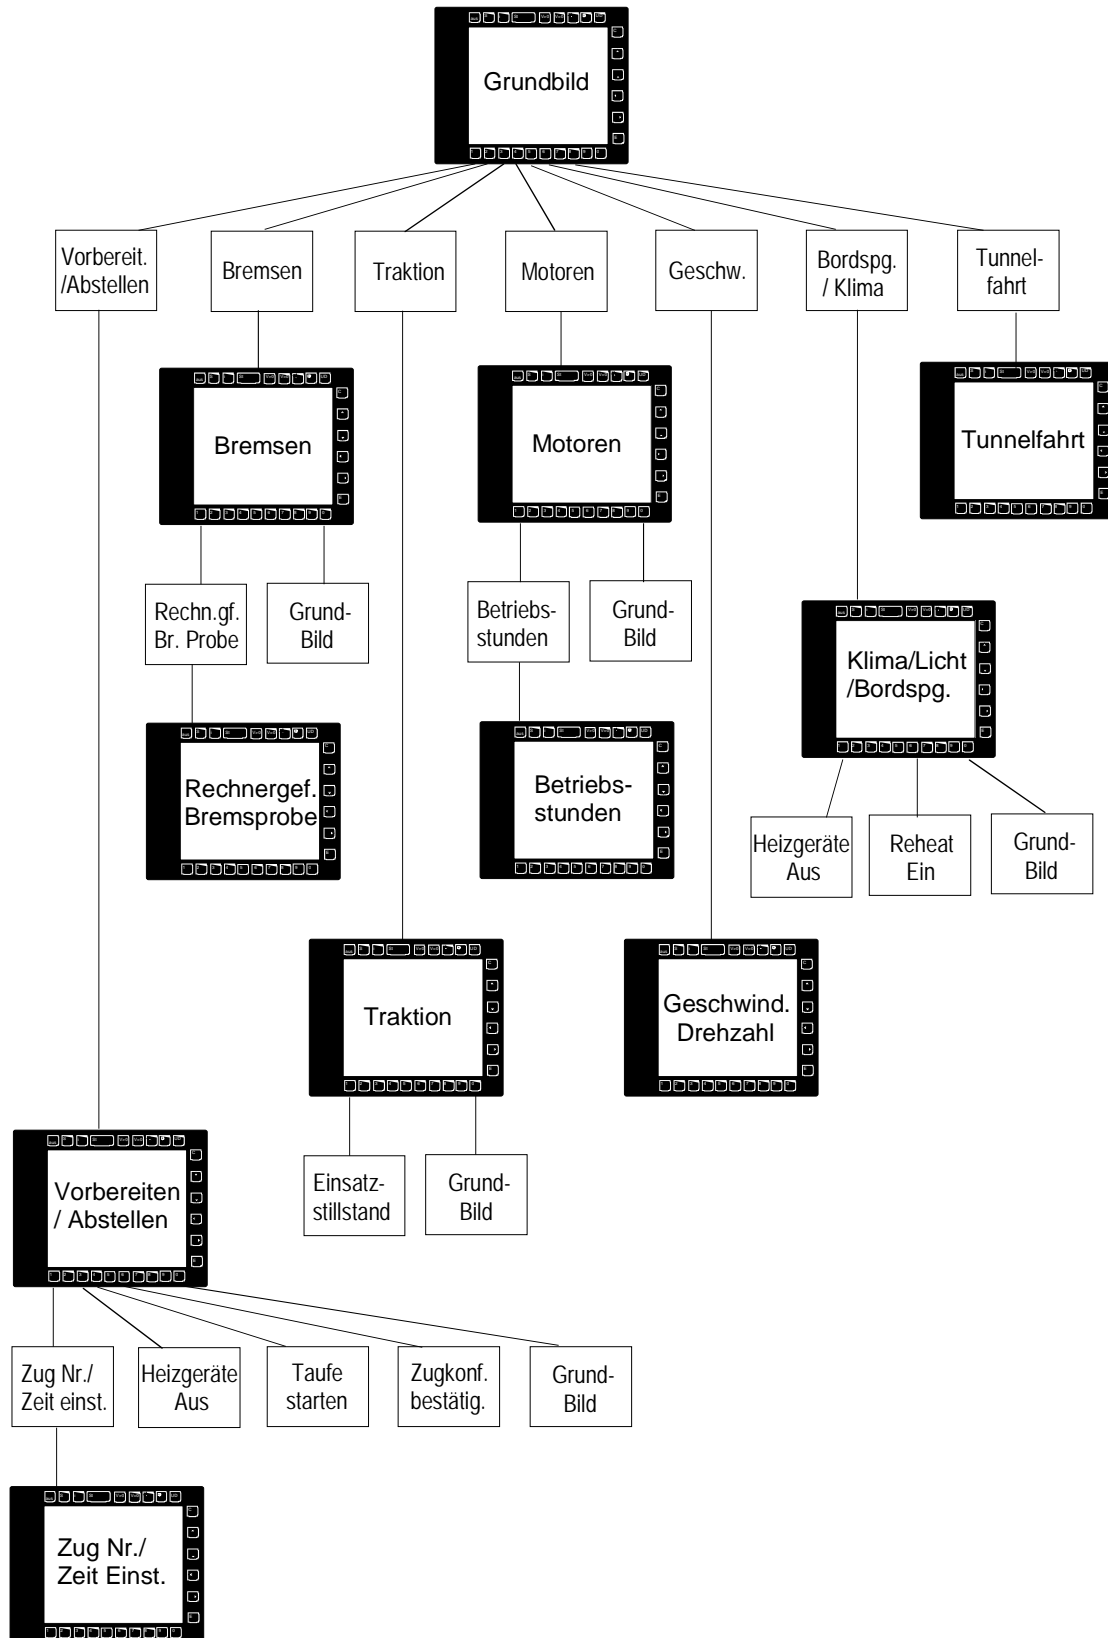 Grundbild
Vorbereit.
/Abstellen
Bremsen
Traktion
Motoren
Geschw.
Bordspg.
/ Klima
Tunnel-
fahrt
Bremsen
Motoren
Tunnelfahrt
Rechn.gf.
Br. Probe
Grund-
Bild
Betriebs-
stunden
Grund-
Bild
Klima/Licht
/Bordspg.
Rechnergef.
Bremsprobe
Betriebs-
stunden
Heizgeräte
Aus
Reheat
Ein
Grund-
Bild
Traktion
Geschwind.
Drehzahl
Einsatz-
stillstand
Grund-
Bild
Vorbereiten
/ Abstellen
Zug Nr./
Zeit einst.
Heizgeräte
Aus
Taufe
starten
Zugkonf.
bestätig.
Grund-
Bild
Zug Nr./
Zeit Einst.